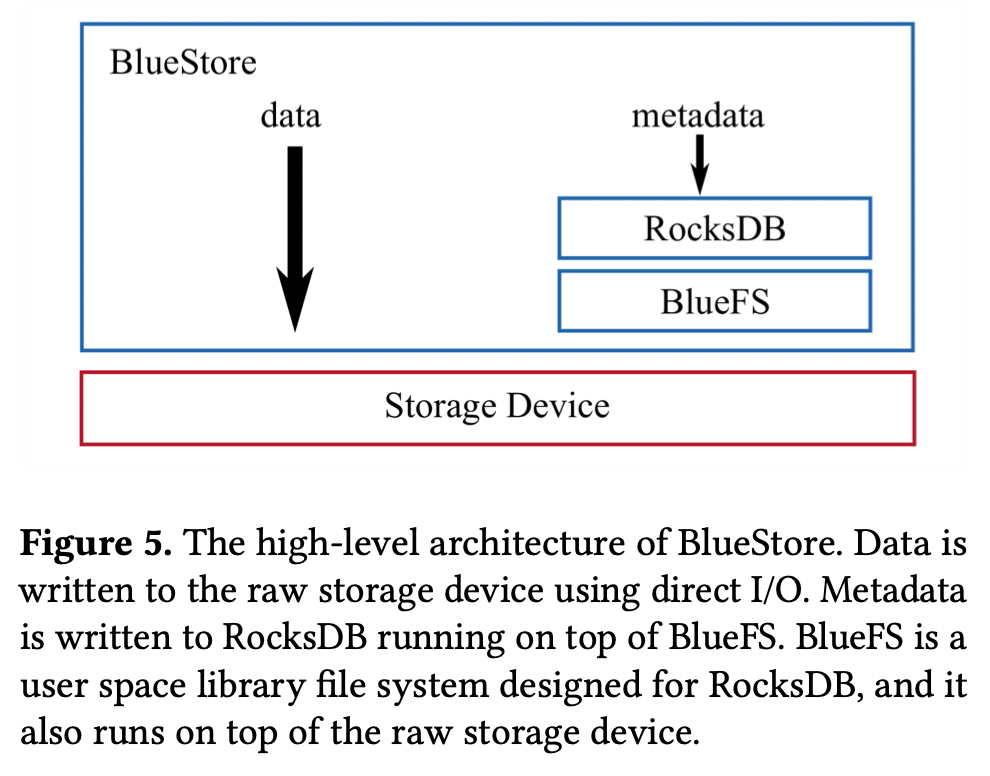 BlueStore
data
metadata
RocksDB
BlueFS
Storage Device
Figure 5. The high-level architecture of BlueStore. Data is
written to the raw storage device using direct I/O. Metadata
is written to RocksDB running on top of BlueFS. BlueFS is a
user space library file system designed for RocksDB, and it
also runs on top of the raw storage device.